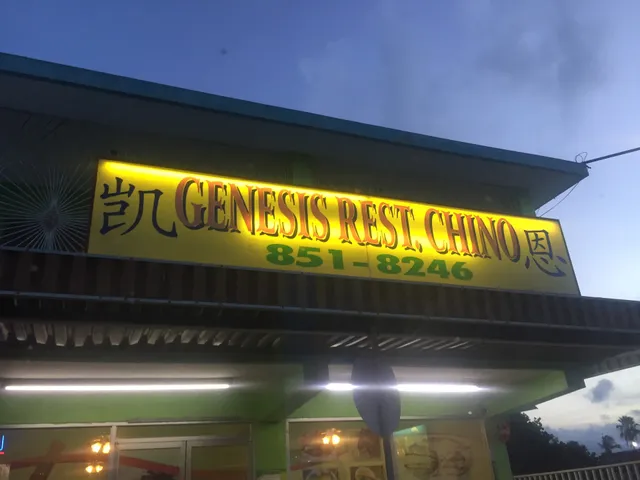 凯 GENESIS REST. CHINO 恩
851-8246